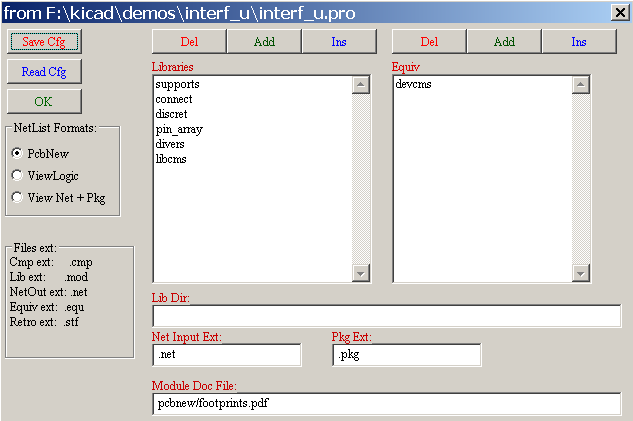 from F:\kicad\demos\interf_u\interf_u.pro
Save Cfg
Read Cfg
OK
NetList Formats:
PcbNew
ViewLogic
View Net + Pkg
Files ext:
Cmp ext: .cmp
Lib ext: .mod
NetOut ext: .net
Equiv ext: .equ
Retro ext: .stf
Del Add Ins
Libraries
supports
connect
discret
pin_array
divers
libcms
Del Add Ins
Equiv
devcms
Lib Dir:
Net Input Ext:
.net
Pkg Ext:
.pkg
Module Doc File:
pcbnew/footprints.pdf